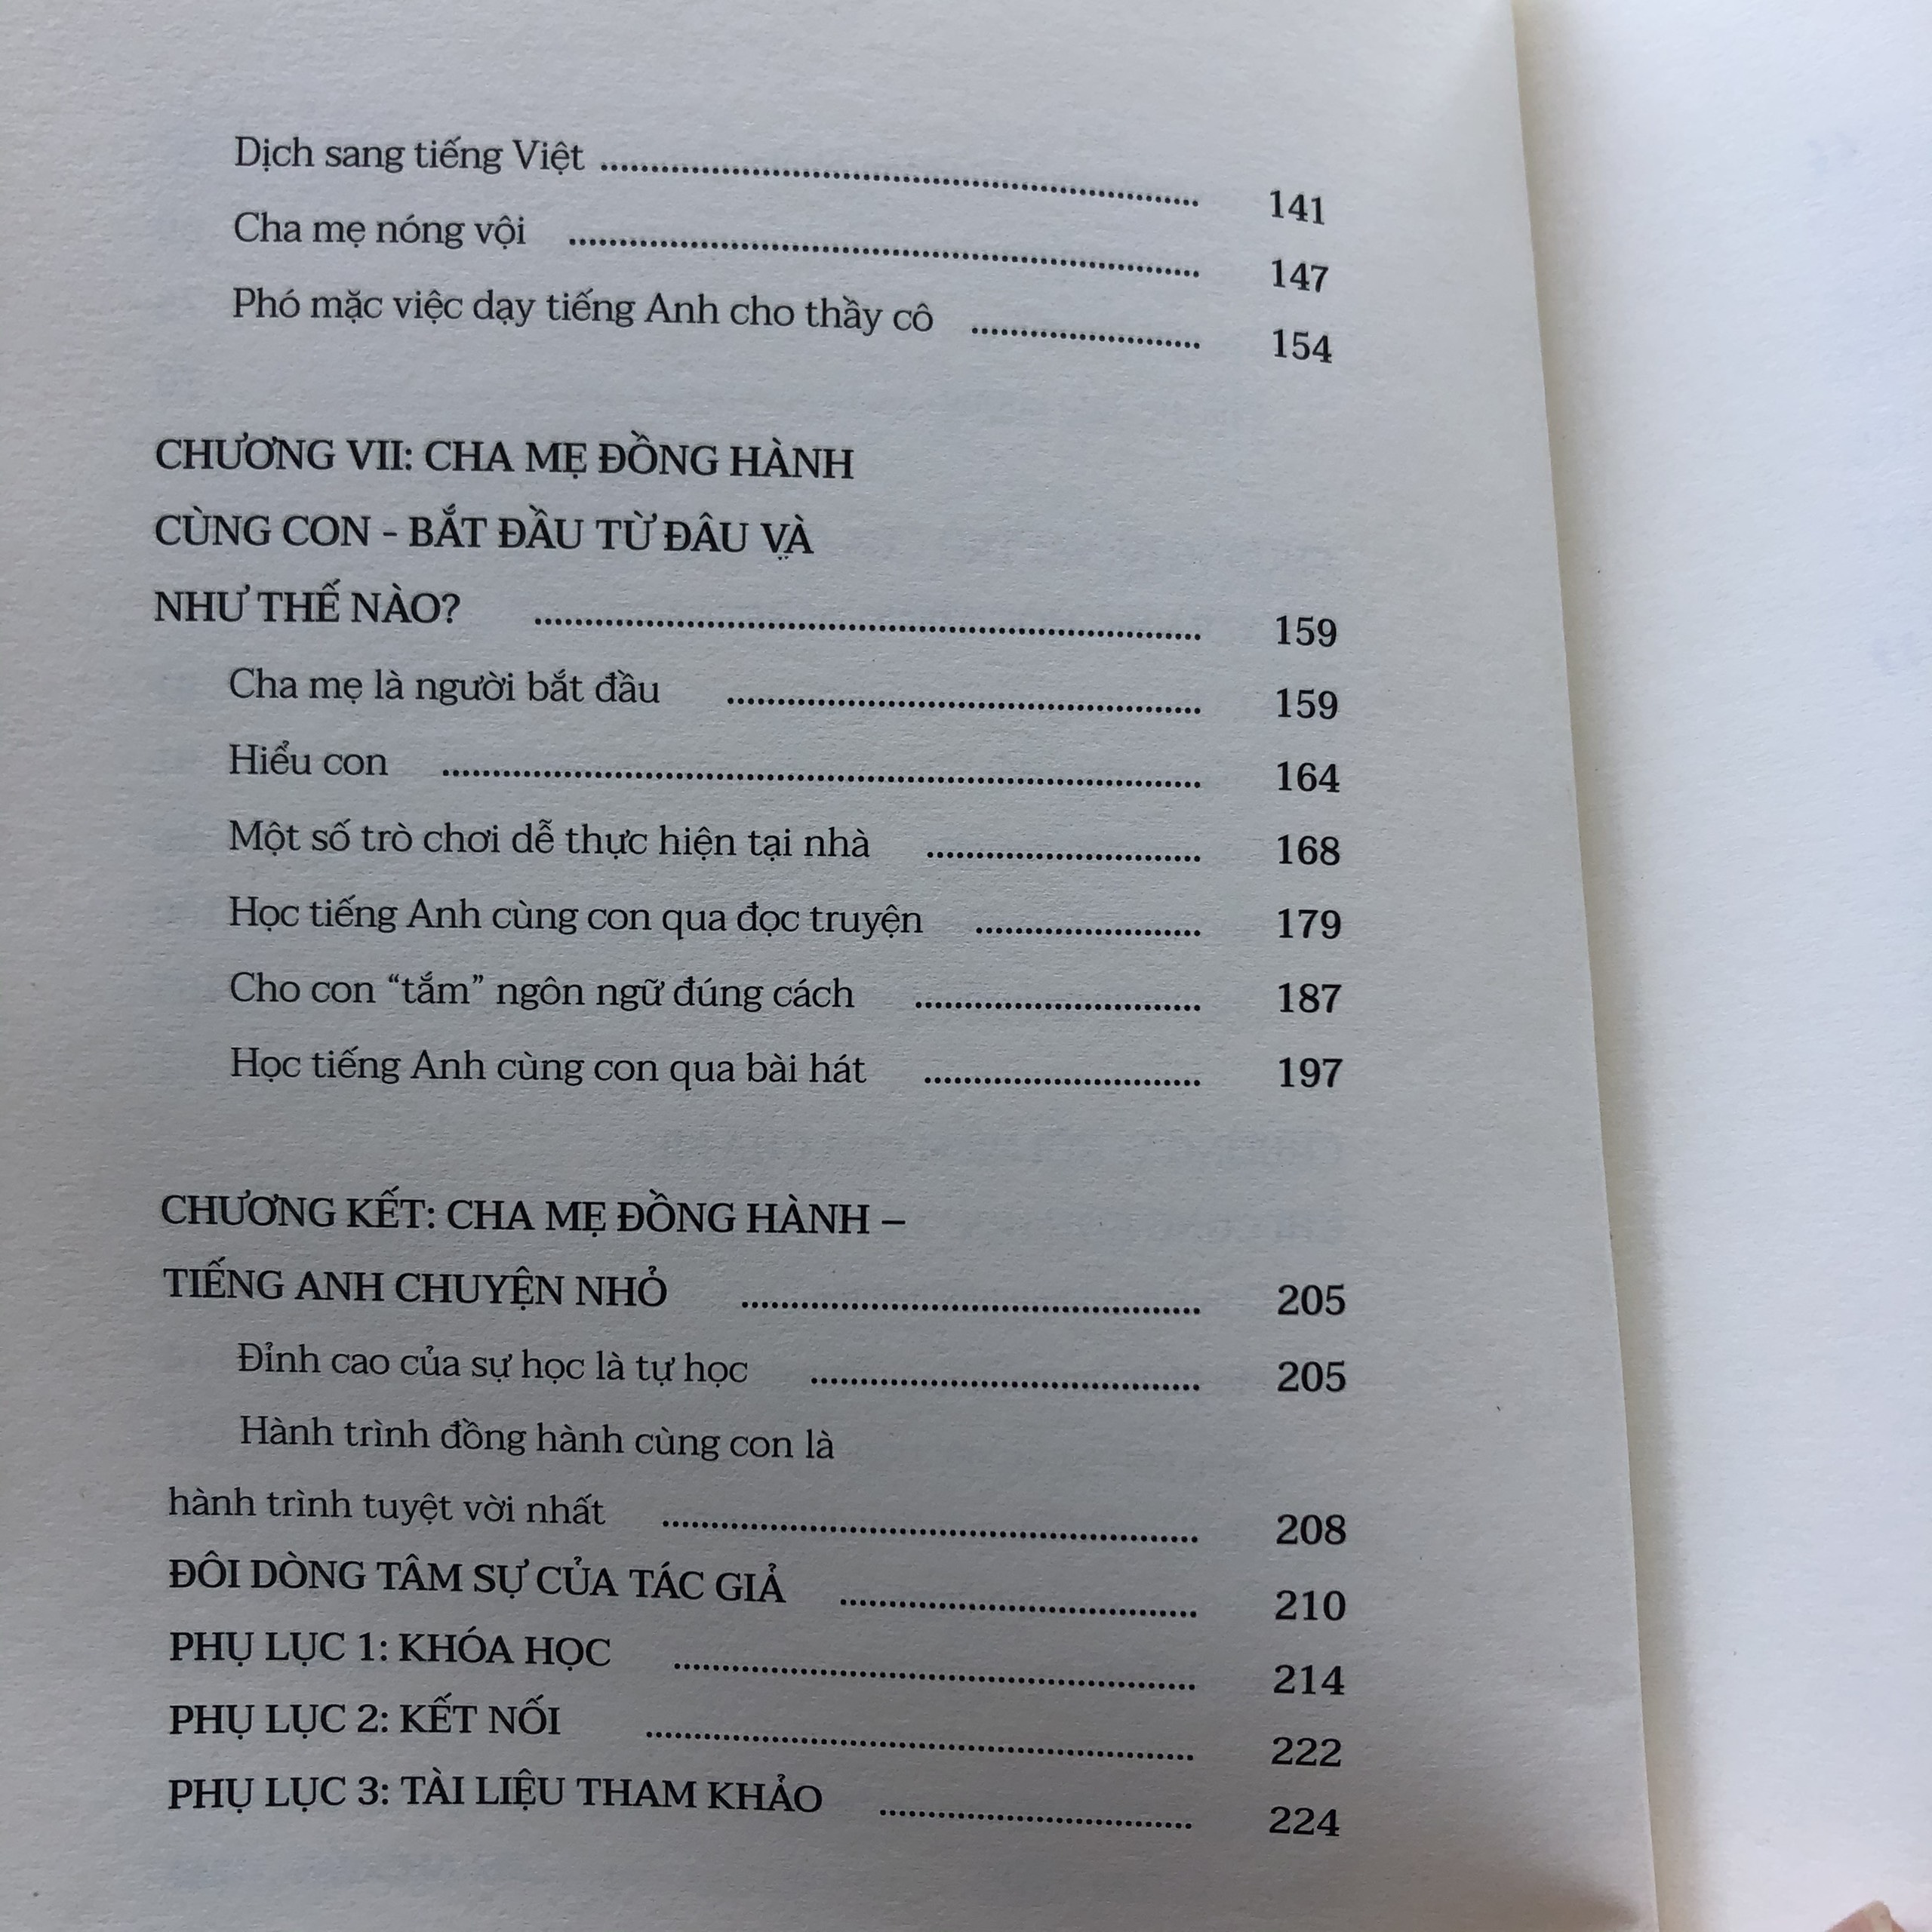 Dịch sang tiếng Việt ........ 141
Cha mẹ nóng vội ........ 147
Phó mặc việc dạy tiếng Anh cho thầy cô ........ 154
CHƯƠNG VII: CHA MẸ ĐỒNG HÀNH
CÙNG CON - BẮT ĐẦU TỪ ĐÂU VÀ
NHƯ THẾ NÀO? ........ 159
Cha mẹ là người bắt đầu ........ 159
Hiểu con ........ 164
Một số trò chơi dễ thực hiện tại nhà ........ 168
Học tiếng Anh cùng con qua đọc truyện ........ 179
Cho con “tắm” ngôn ngữ đúng cách ........ 187
Học tiếng Anh cùng con qua bài hát ........ 197
CHƯƠNG KẾT: CHA MẸ ĐỒNG HÀNH –
TIẾNG ANH CHUYỆN NHỎ ........ 205
Đỉnh cao của sự học là tự học ........ 205
Hành trình đồng hành cùng con là
hành trình tuyệt vời nhất ........ 208
ĐÔI DÒNG TÂM SỰ CỦA TÁC GIẢ ........ 210
PHỤ LỤC 1: KHÓA HỌC ........ 214
PHỤ LỤC 2: KẾT NỐI ........ 222
PHỤ LỤC 3: TÀI LIỆU THAM KHẢO ........ 224